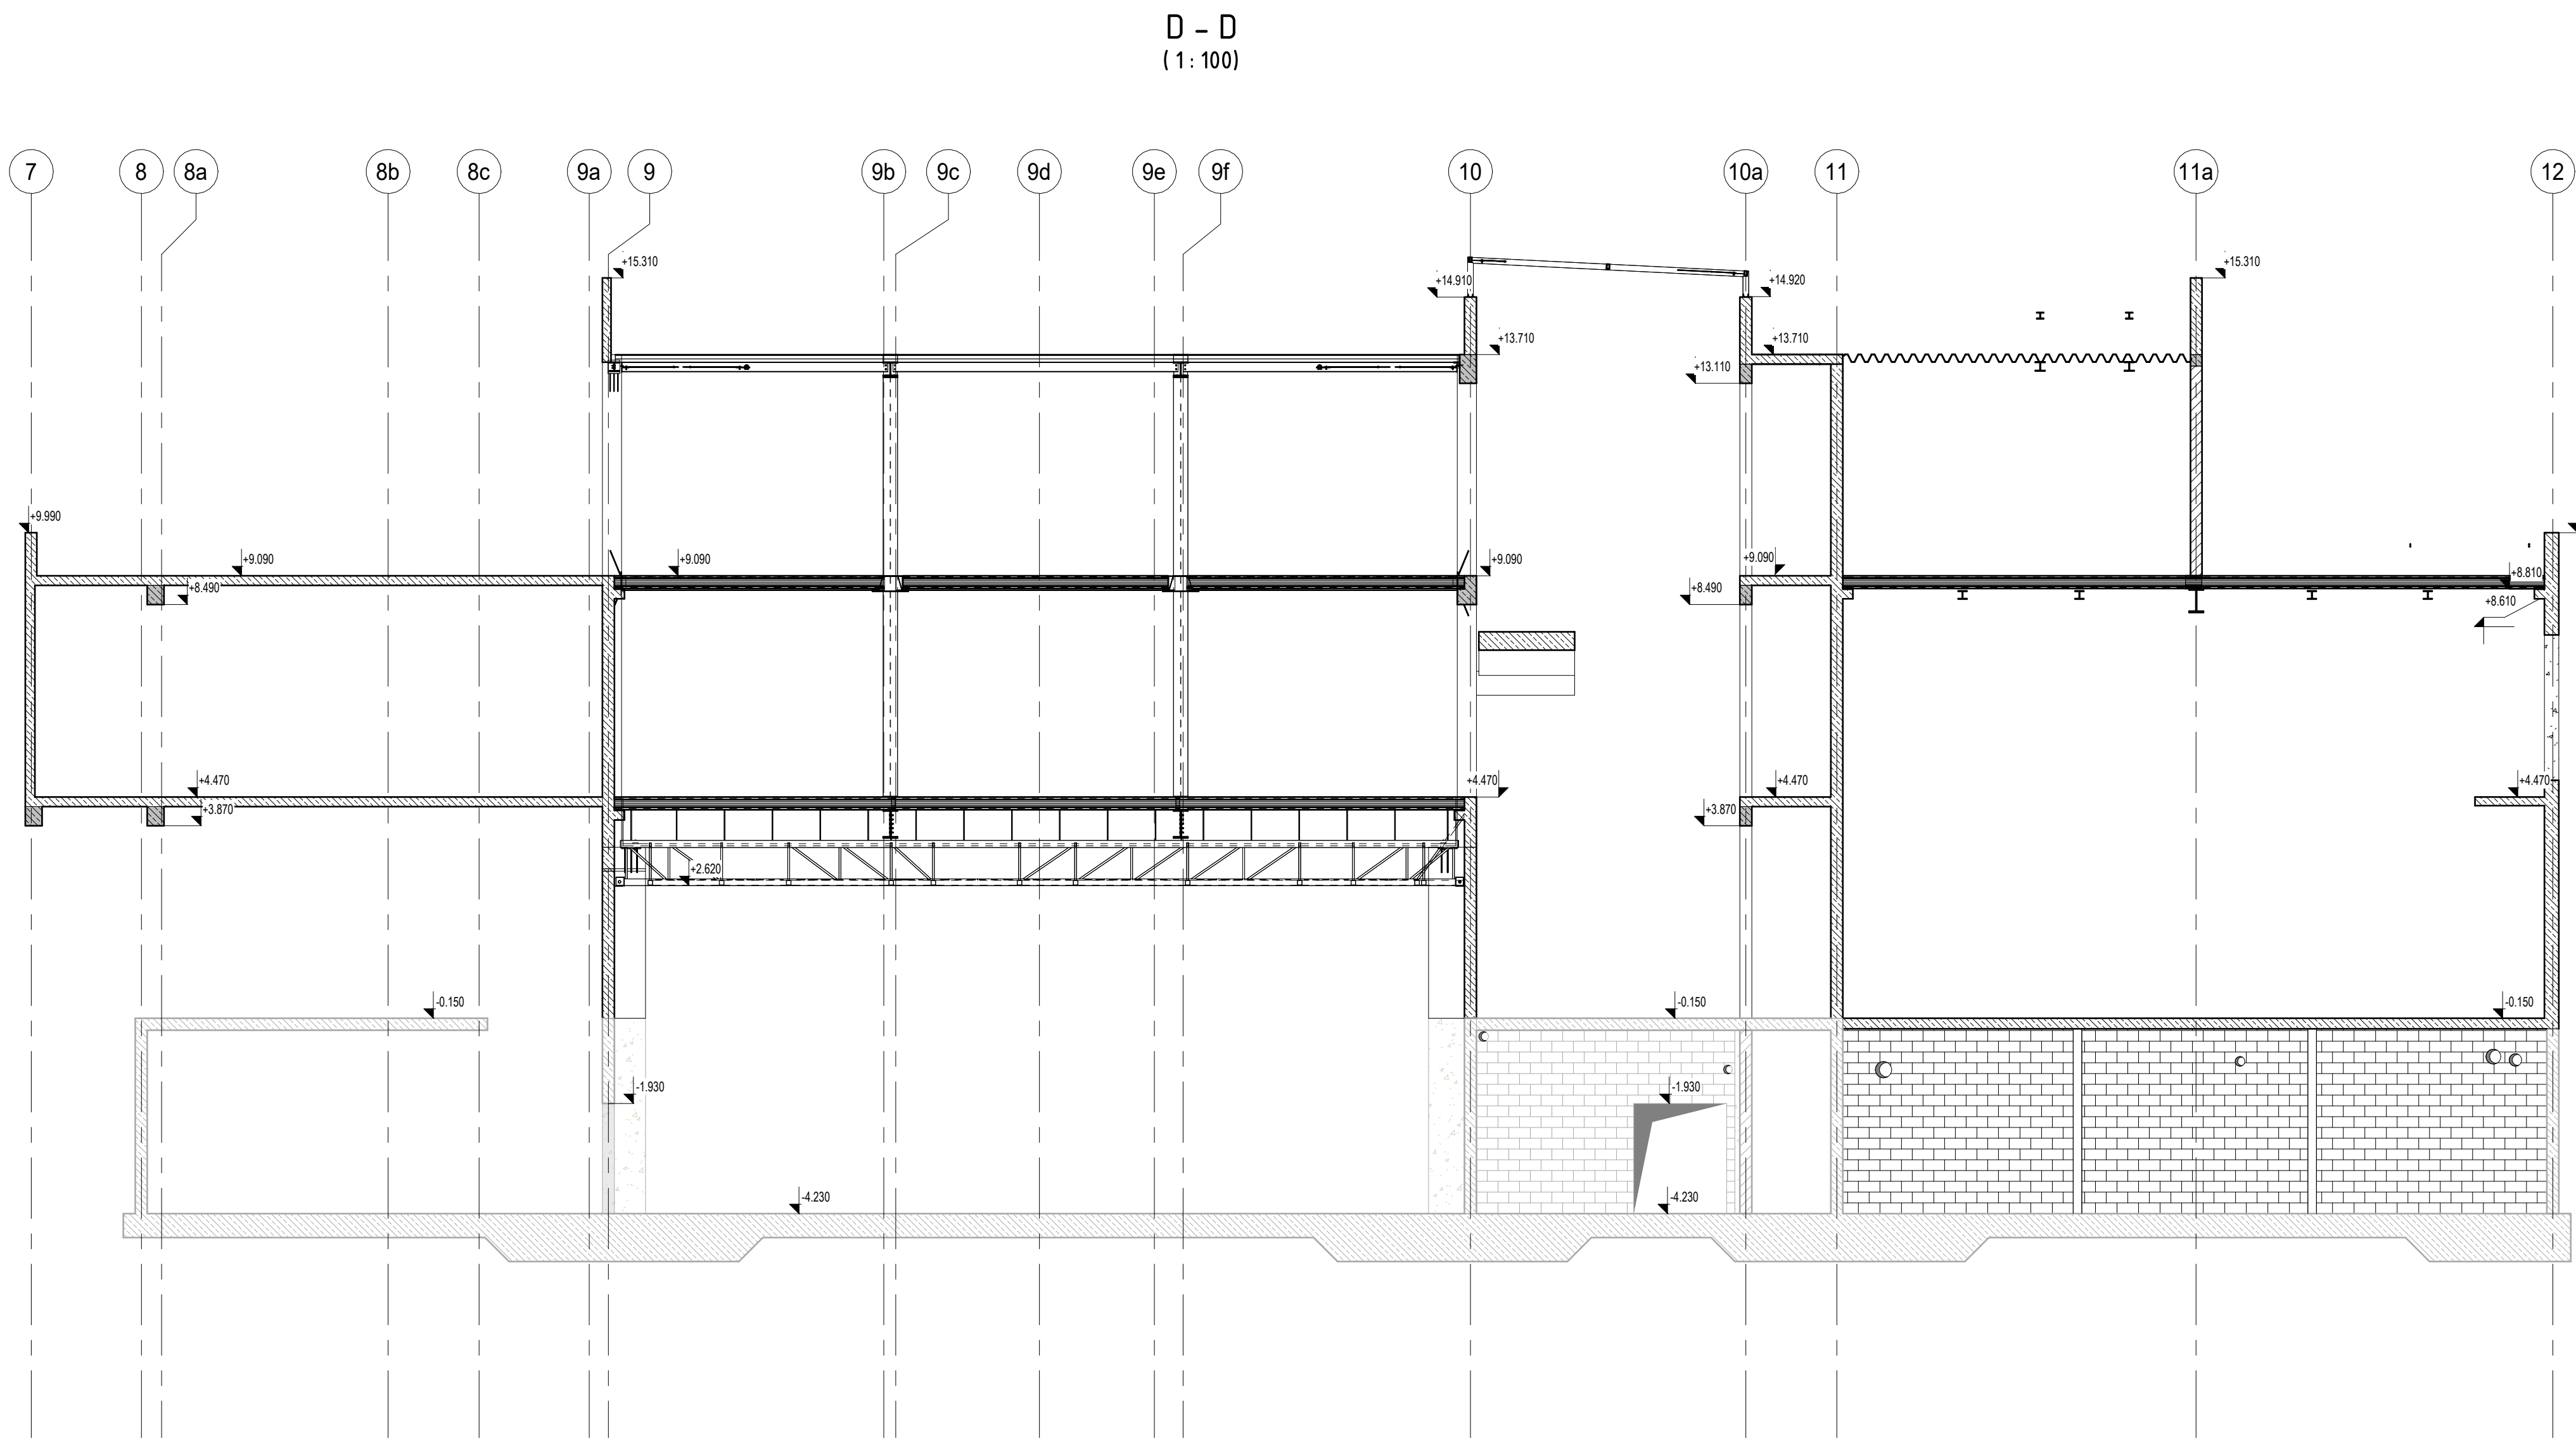 D - D
(1:100)
7 8 8a 8b 8c 9a 9 9b 9c 9d 9e 9f 10 10a 11 11a 12
+15.310 +15.310
+14.910 +14.920
+13.710 +13.710
+13.110
+9.990
+9.090 +9.090 +9.090 +9.090
+8.490 +8.490 +8.810
+8.610
+4.470 +4.470 +4.470 +4.470
+3.870 +3.870
+2.620
-0.150 -0.150 -0.150
-1.930 -1.930
-4.230 -4.230